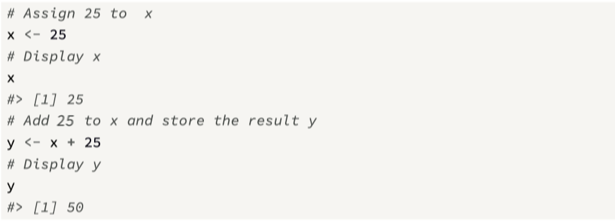 # Assign 25 to  x
x <- 25
# Display x
x
#> [1] 25
# Add 25 to x and store the result y
y <- x + 25
# Display y
y
#> [1] 50